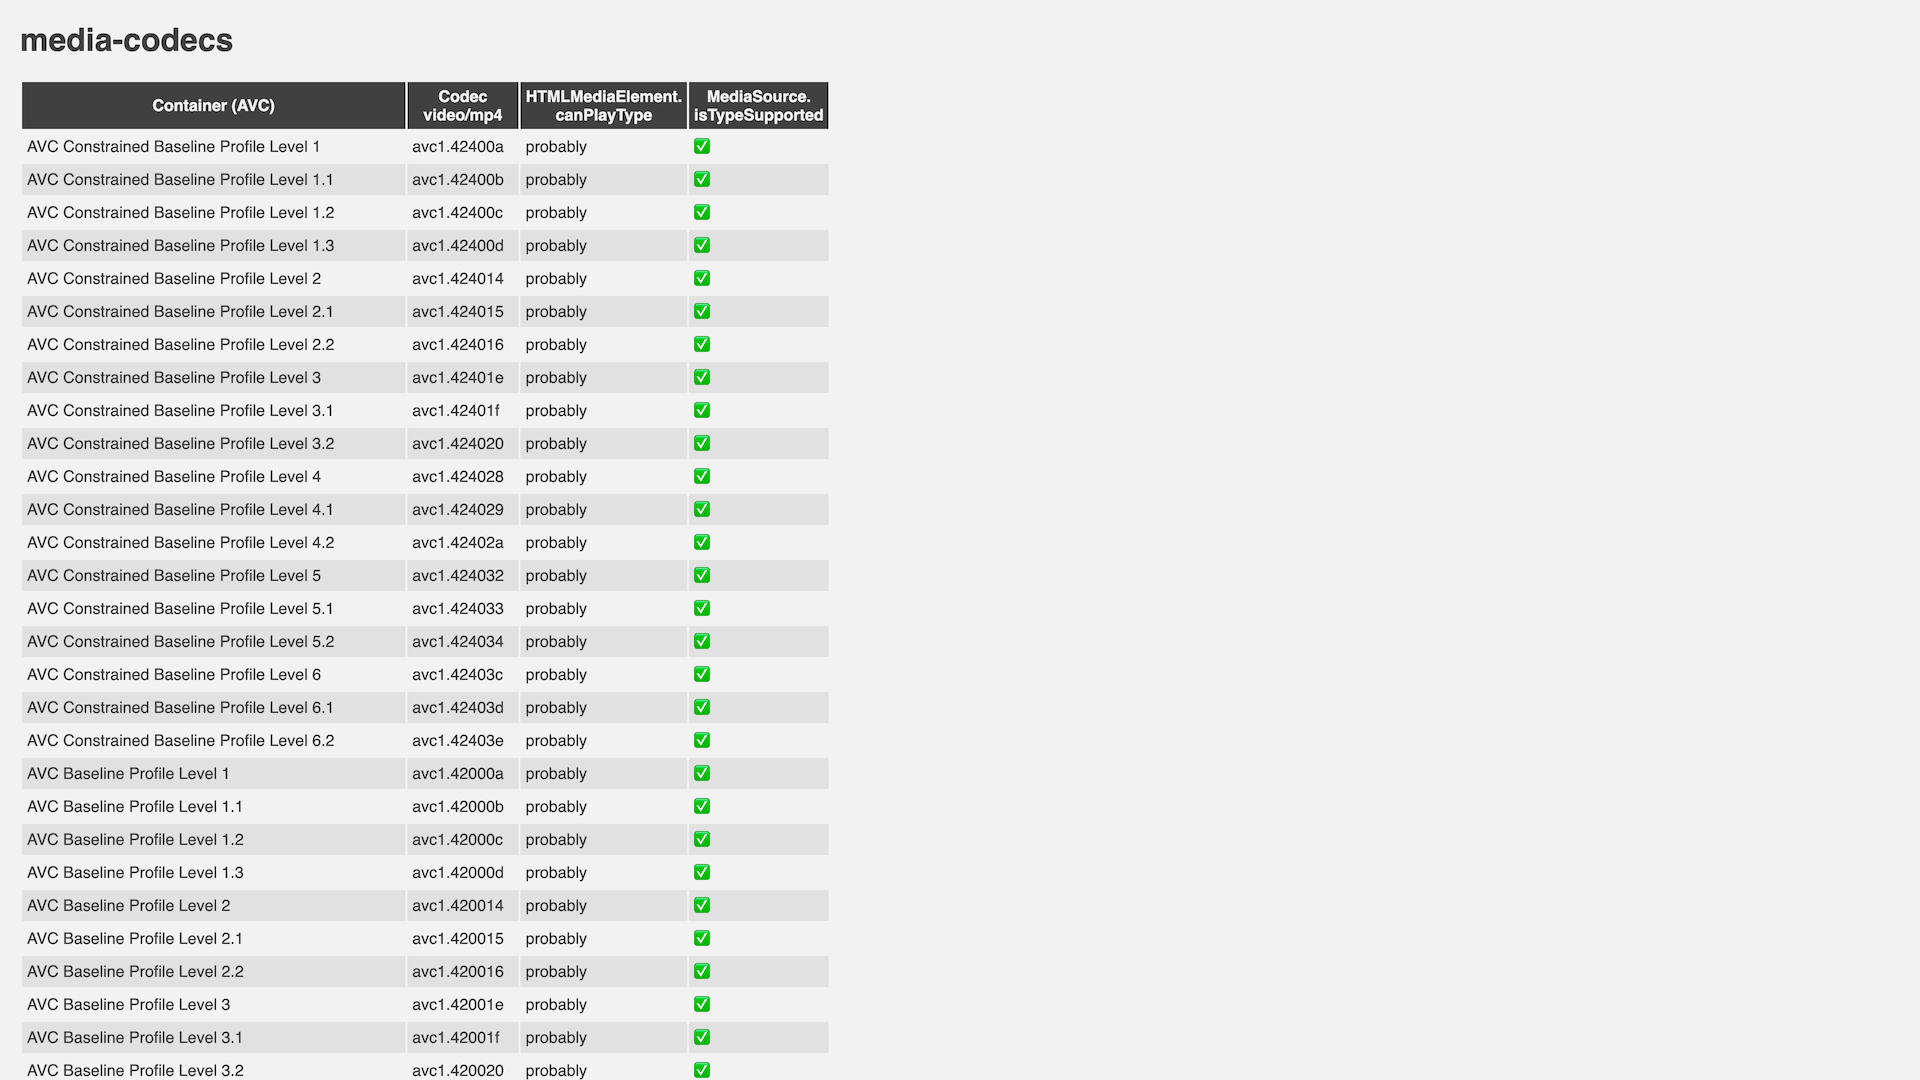 media-codecs
Container (AVC) Codec video/mp4 HTMLMediaElement.canPlayType MediaSource.isTypeSupported
AVC Constrained Baseline Profile Level 1 avc1.42400a probably ✅
AVC Constrained Baseline Profile Level 1.1 avc1.42400b probably ✅
AVC Constrained Baseline Profile Level 1.2 avc1.42400c probably ✅
AVC Constrained Baseline Profile Level 1.3 avc1.42400d probably ✅
AVC Constrained Baseline Profile Level 2 avc1.424014 probably ✅
AVC Constrained Baseline Profile Level 2.1 avc1.424015 probably ✅
AVC Constrained Baseline Profile Level 2.2 avc1.424016 probably ✅
AVC Constrained Baseline Profile Level 3 avc1.42401e probably ✅
AVC Constrained Baseline Profile Level 3.1 avc1.42401f probably ✅
AVC Constrained Baseline Profile Level 3.2 avc1.424020 probably ✅
AVC Constrained Baseline Profile Level 4 avc1.424028 probably ✅
AVC Constrained Baseline Profile Level 4.1 avc1.424029 probably ✅
AVC Constrained Baseline Profile Level 4.2 avc1.42402a probably ✅
AVC Constrained Baseline Profile Level 5 avc1.424032 probably ✅
AVC Constrained Baseline Profile Level 5.1 avc1.424033 probably ✅
AVC Constrained Baseline Profile Level 5.2 avc1.424034 probably ✅
AVC Constrained Baseline Profile Level 6 avc1.42403c probably ✅
AVC Constrained Baseline Profile Level 6.1 avc1.42403d probably ✅
AVC Constrained Baseline Profile Level 6.2 avc1.42403e probably ✅
AVC Baseline Profile Level 1 avc1.42000a probably ✅
AVC Baseline Profile Level 1.1 avc1.42000b probably ✅
AVC Baseline Profile Level 1.2 avc1.42000c probably ✅
AVC Baseline Profile Level 1.3 avc1.42000d probably ✅
AVC Baseline Profile Level 2 avc1.420014 probably ✅
AVC Baseline Profile Level 2.1 avc1.420015 probably ✅
AVC Baseline Profile Level 2.2 avc1.420016 probably ✅
AVC Baseline Profile Level 3 avc1.42001e probably ✅
AVC Baseline Profile Level 3.1 avc1.42001f probably ✅
AVC Baseline Profile Level 3.2 avc1.420020 probably ✅